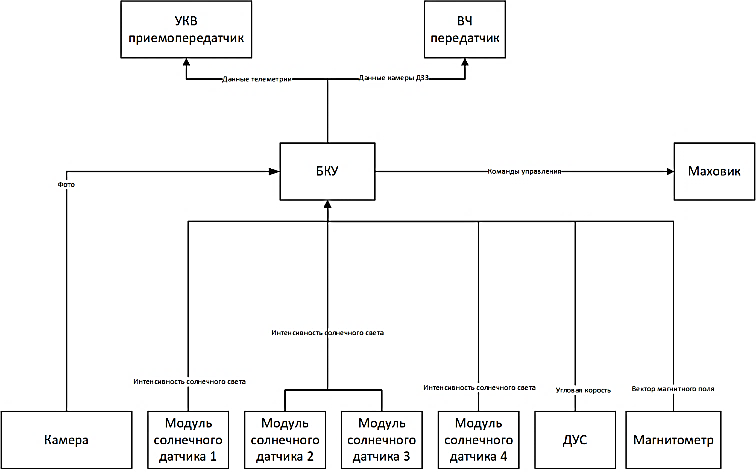 УКВ
приемопередатчик
ВЧ
передатчик
Данные телеметрии
Данные камеры ДЗЗ
БКУ
Команды управления
Маховик
Фото
Интенсивность солнечного света
Интенсивность солнечного света
Интенсивность солнечного света
Угловая корость
Вектор магнитного поля
Камера
Модуль
солнечного
датчика 1
Модуль
солнечного
датчика 2
Модуль
солнечного
датчика 3
Модуль
солнечного
датчика 4
ДУС
Магнитометр